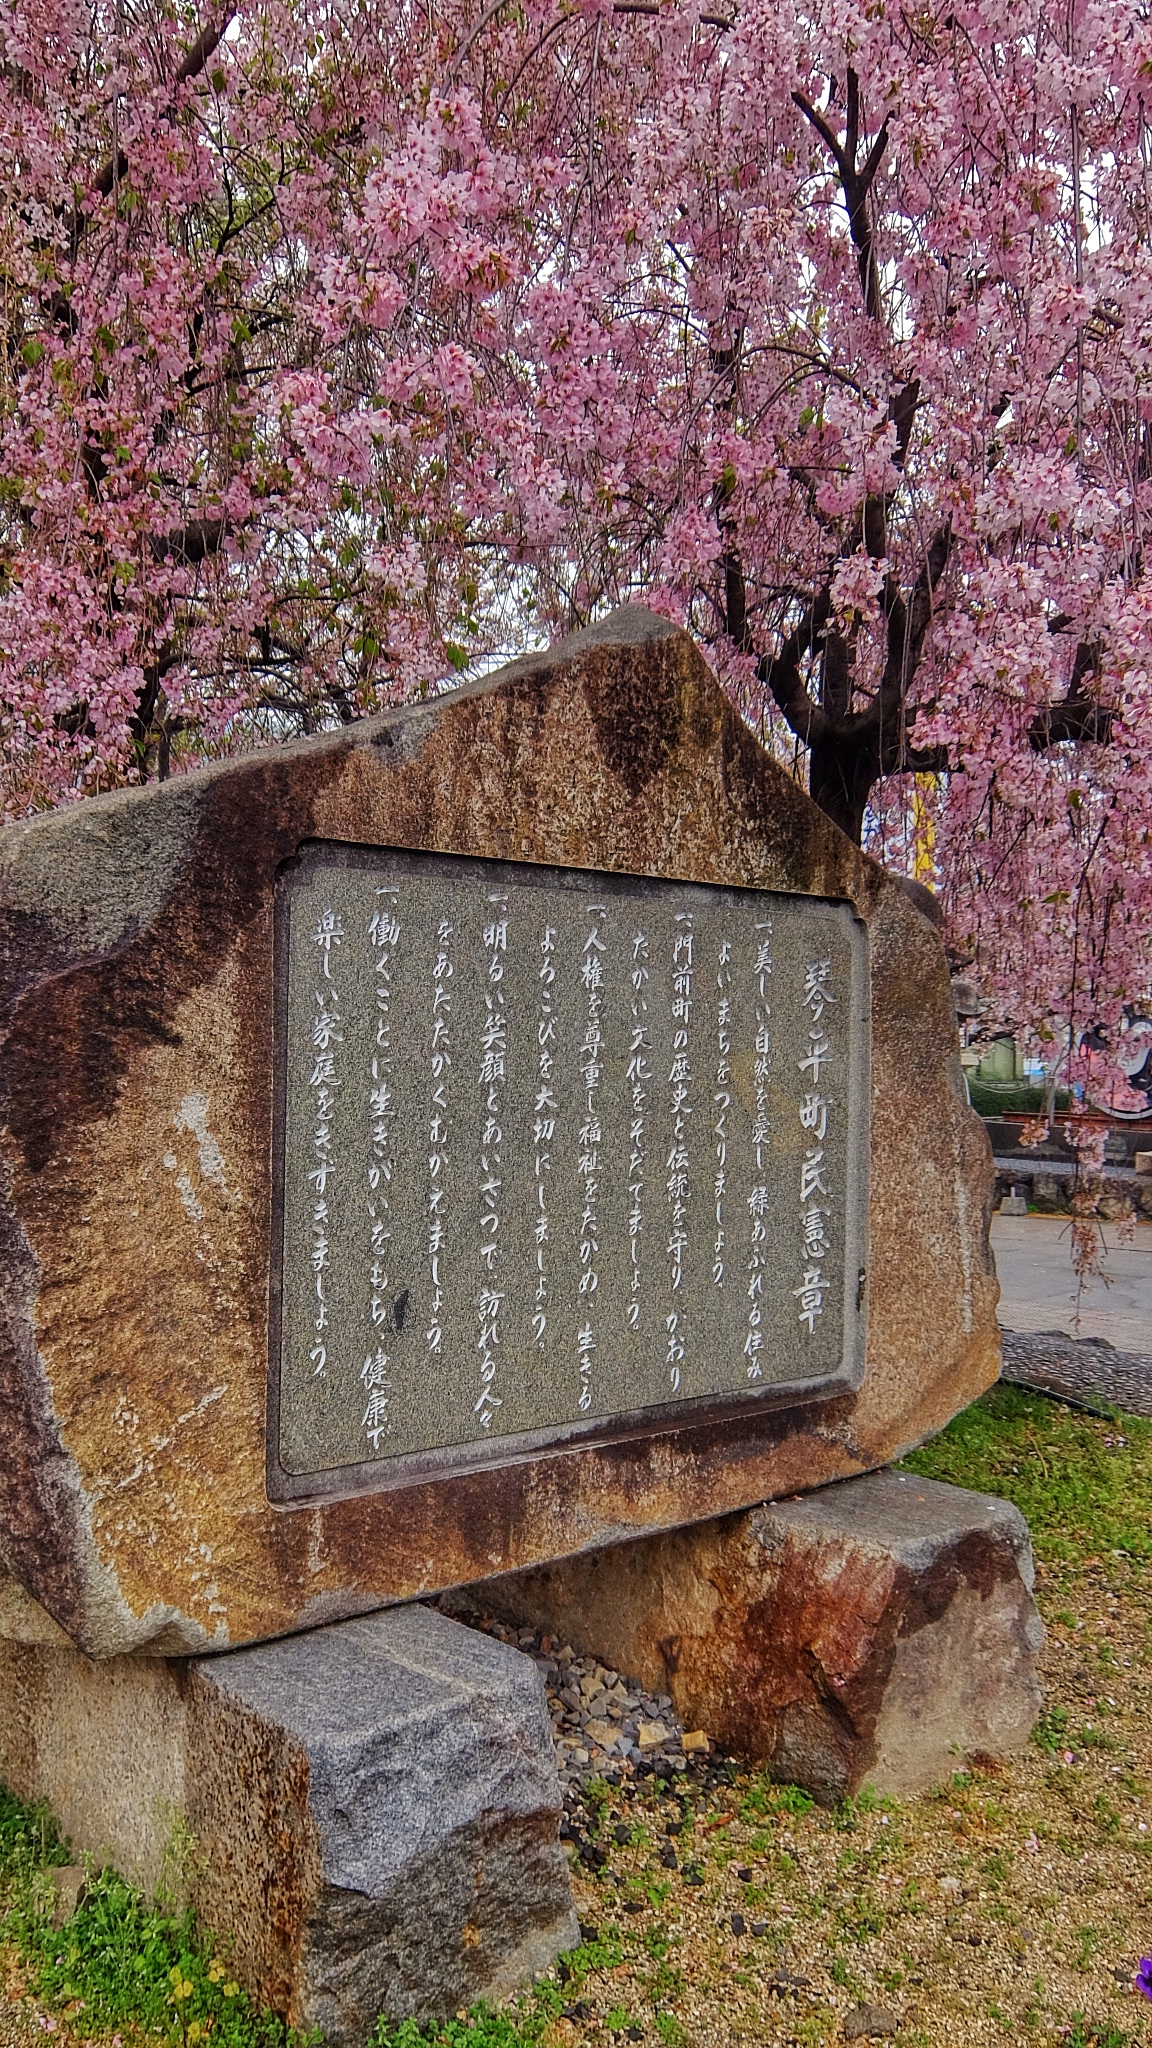 琴平町民憲章
一、美しい自然を愛し 緑あふれる住み
よいまちをつくりましょう。
一、門前町の歴史と伝統を守り、かおり
たかい文化をそだてましょう。
一、人権を尊重し福祉をたかめ、生きる
よろこびを大切にしましょう。
一、明るい笑顔とあいさつで、訪れる人々
をあたたかくむかえましょう。
一、働くことに生きがいをもち、健康で
楽しい家庭をきずきましょう。